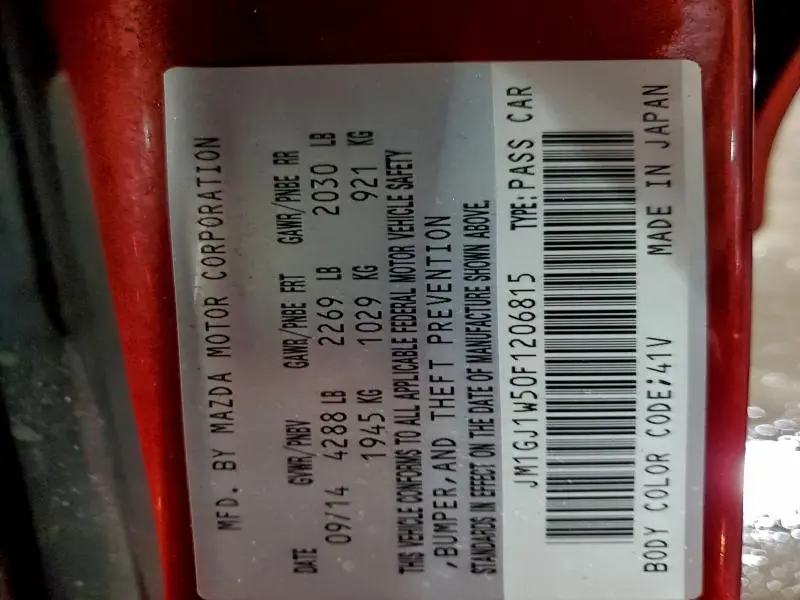 MFD. BY MAZDA MOTOR CORPORATION
DATE GVWR/PNBV GAWR/PNBE FRT GAWR/PNBE RR
09/14 4288 LB 2269 LB 2030 LB
1945 KG 1029 KG 921 KG
THIS VEHICLE CONFORMS TO ALL APPLICABLE FEDERAL MOTOR VEHICLE SAFETY
,BUMPER,AND THEFT PREVENTION
STANDARDS IN EFFECT ON THE DATE OF MANUFACTURE SHOWN ABOVE.
JM1GJ1W50F1206815 TYPE:PASS CAR
BODY COLOR CODE:41V MADE IN JAPAN